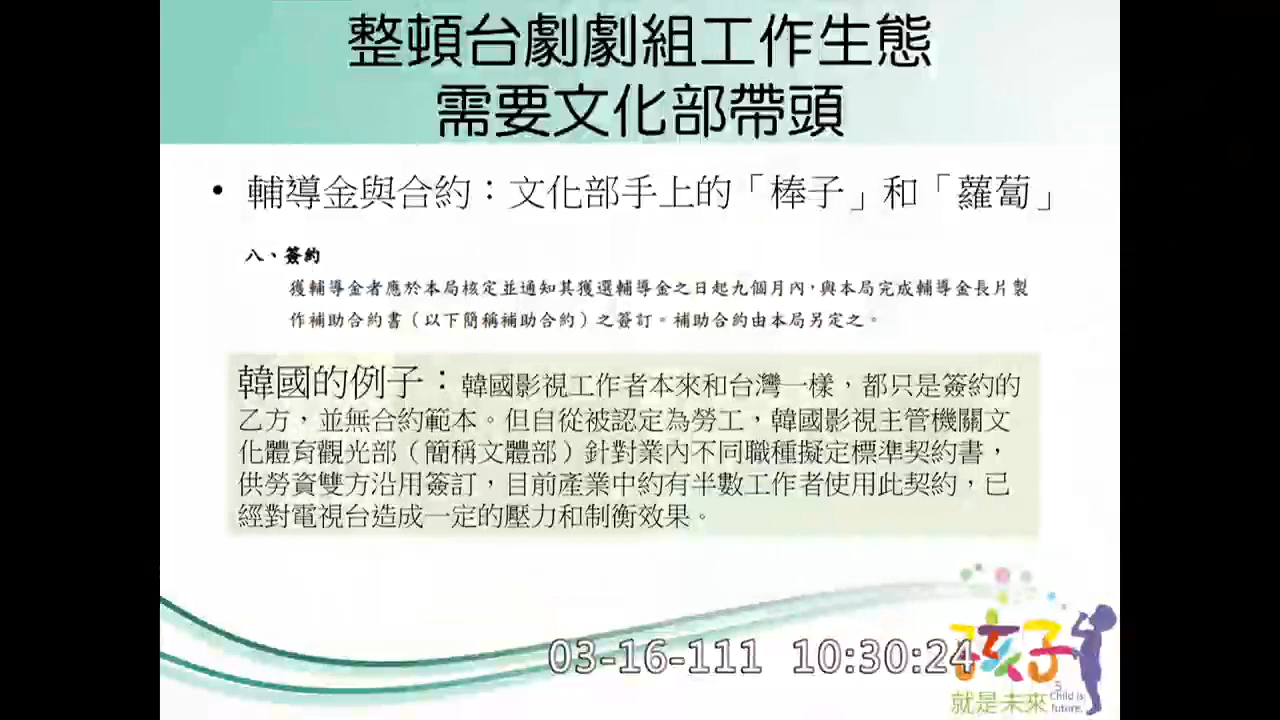 整頓台劇劇組工作生態
需要文化部帶頭
• 輔導金與合約：文化部手上的「棒子」和「蘿蔔」
八、簽約
獲輔導金者應於本局核定並通知其獲選輔導金之日起九個月內，與本局完成輔導金長片製
作補助合約書（以下簡稱補助合約）之簽訂。補助合約由本局另定之。
韓國的例子：韓國影視工作者本來和台灣一樣，都只是簽約的
乙方，並無合約範本。但自從被認定為勞工，韓國影視主管機關文
化體育觀光部（簡稱文體部）針對業內不同職種擬定標準契約書，
供勞資雙方沿用簽訂，目前產業中約有半數工作者使用此契約，已
經對電視台造成一定的壓力和制衡效果。
03-16-111 10:30:24
孩子
5
就是未來 Child is
future.